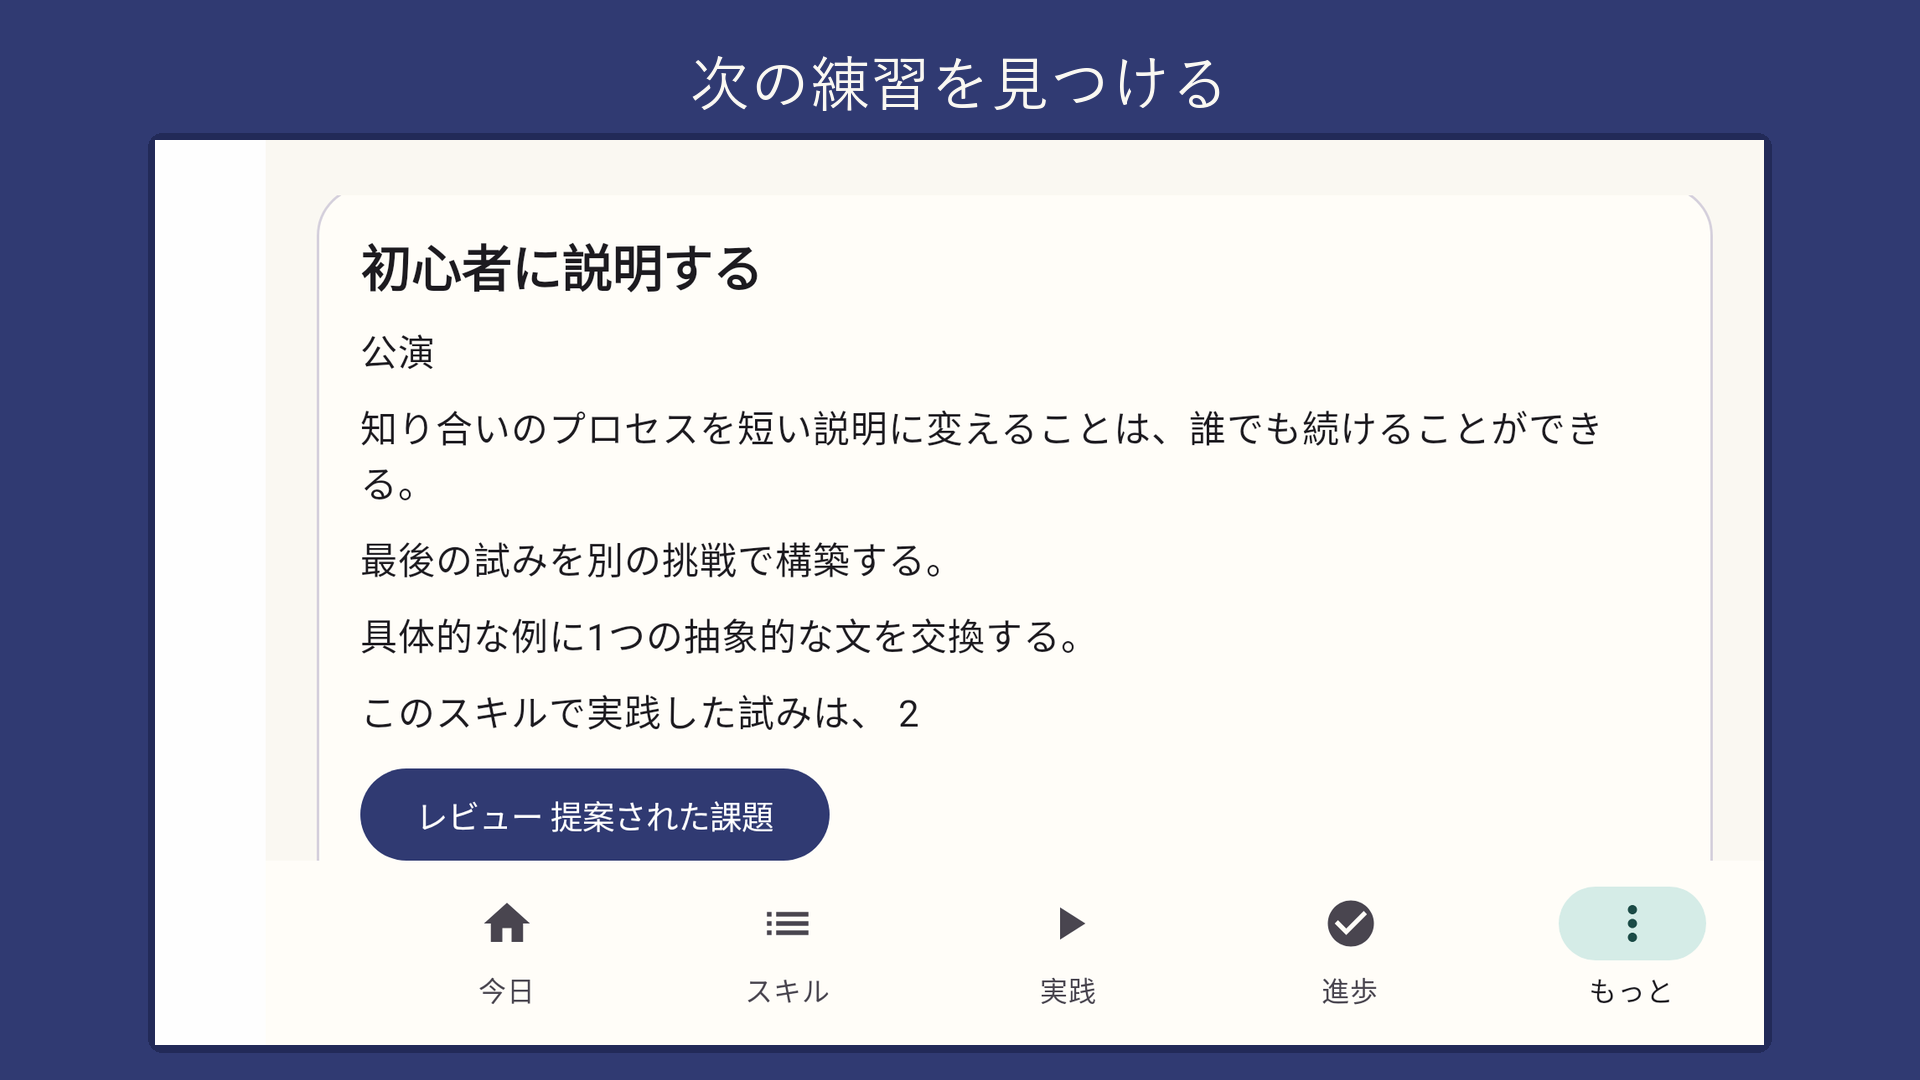 次の練習を見つける
初心者に説明する
公演
知り合いのプロセスを短い説明に変えることは、誰でも続けることができ
る。
最後の試みを別の挑戦で構築する。
具体的な例に1つの抽象的な文を交換する。
このスキルで実践した試みは、 2
レビュー 提案された課題
今日
スキル
実践
進歩
もっと